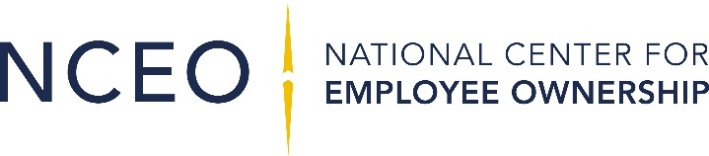 NCEO
NATIONAL CENTER FOR
EMPLOYEE OWNERSHIP